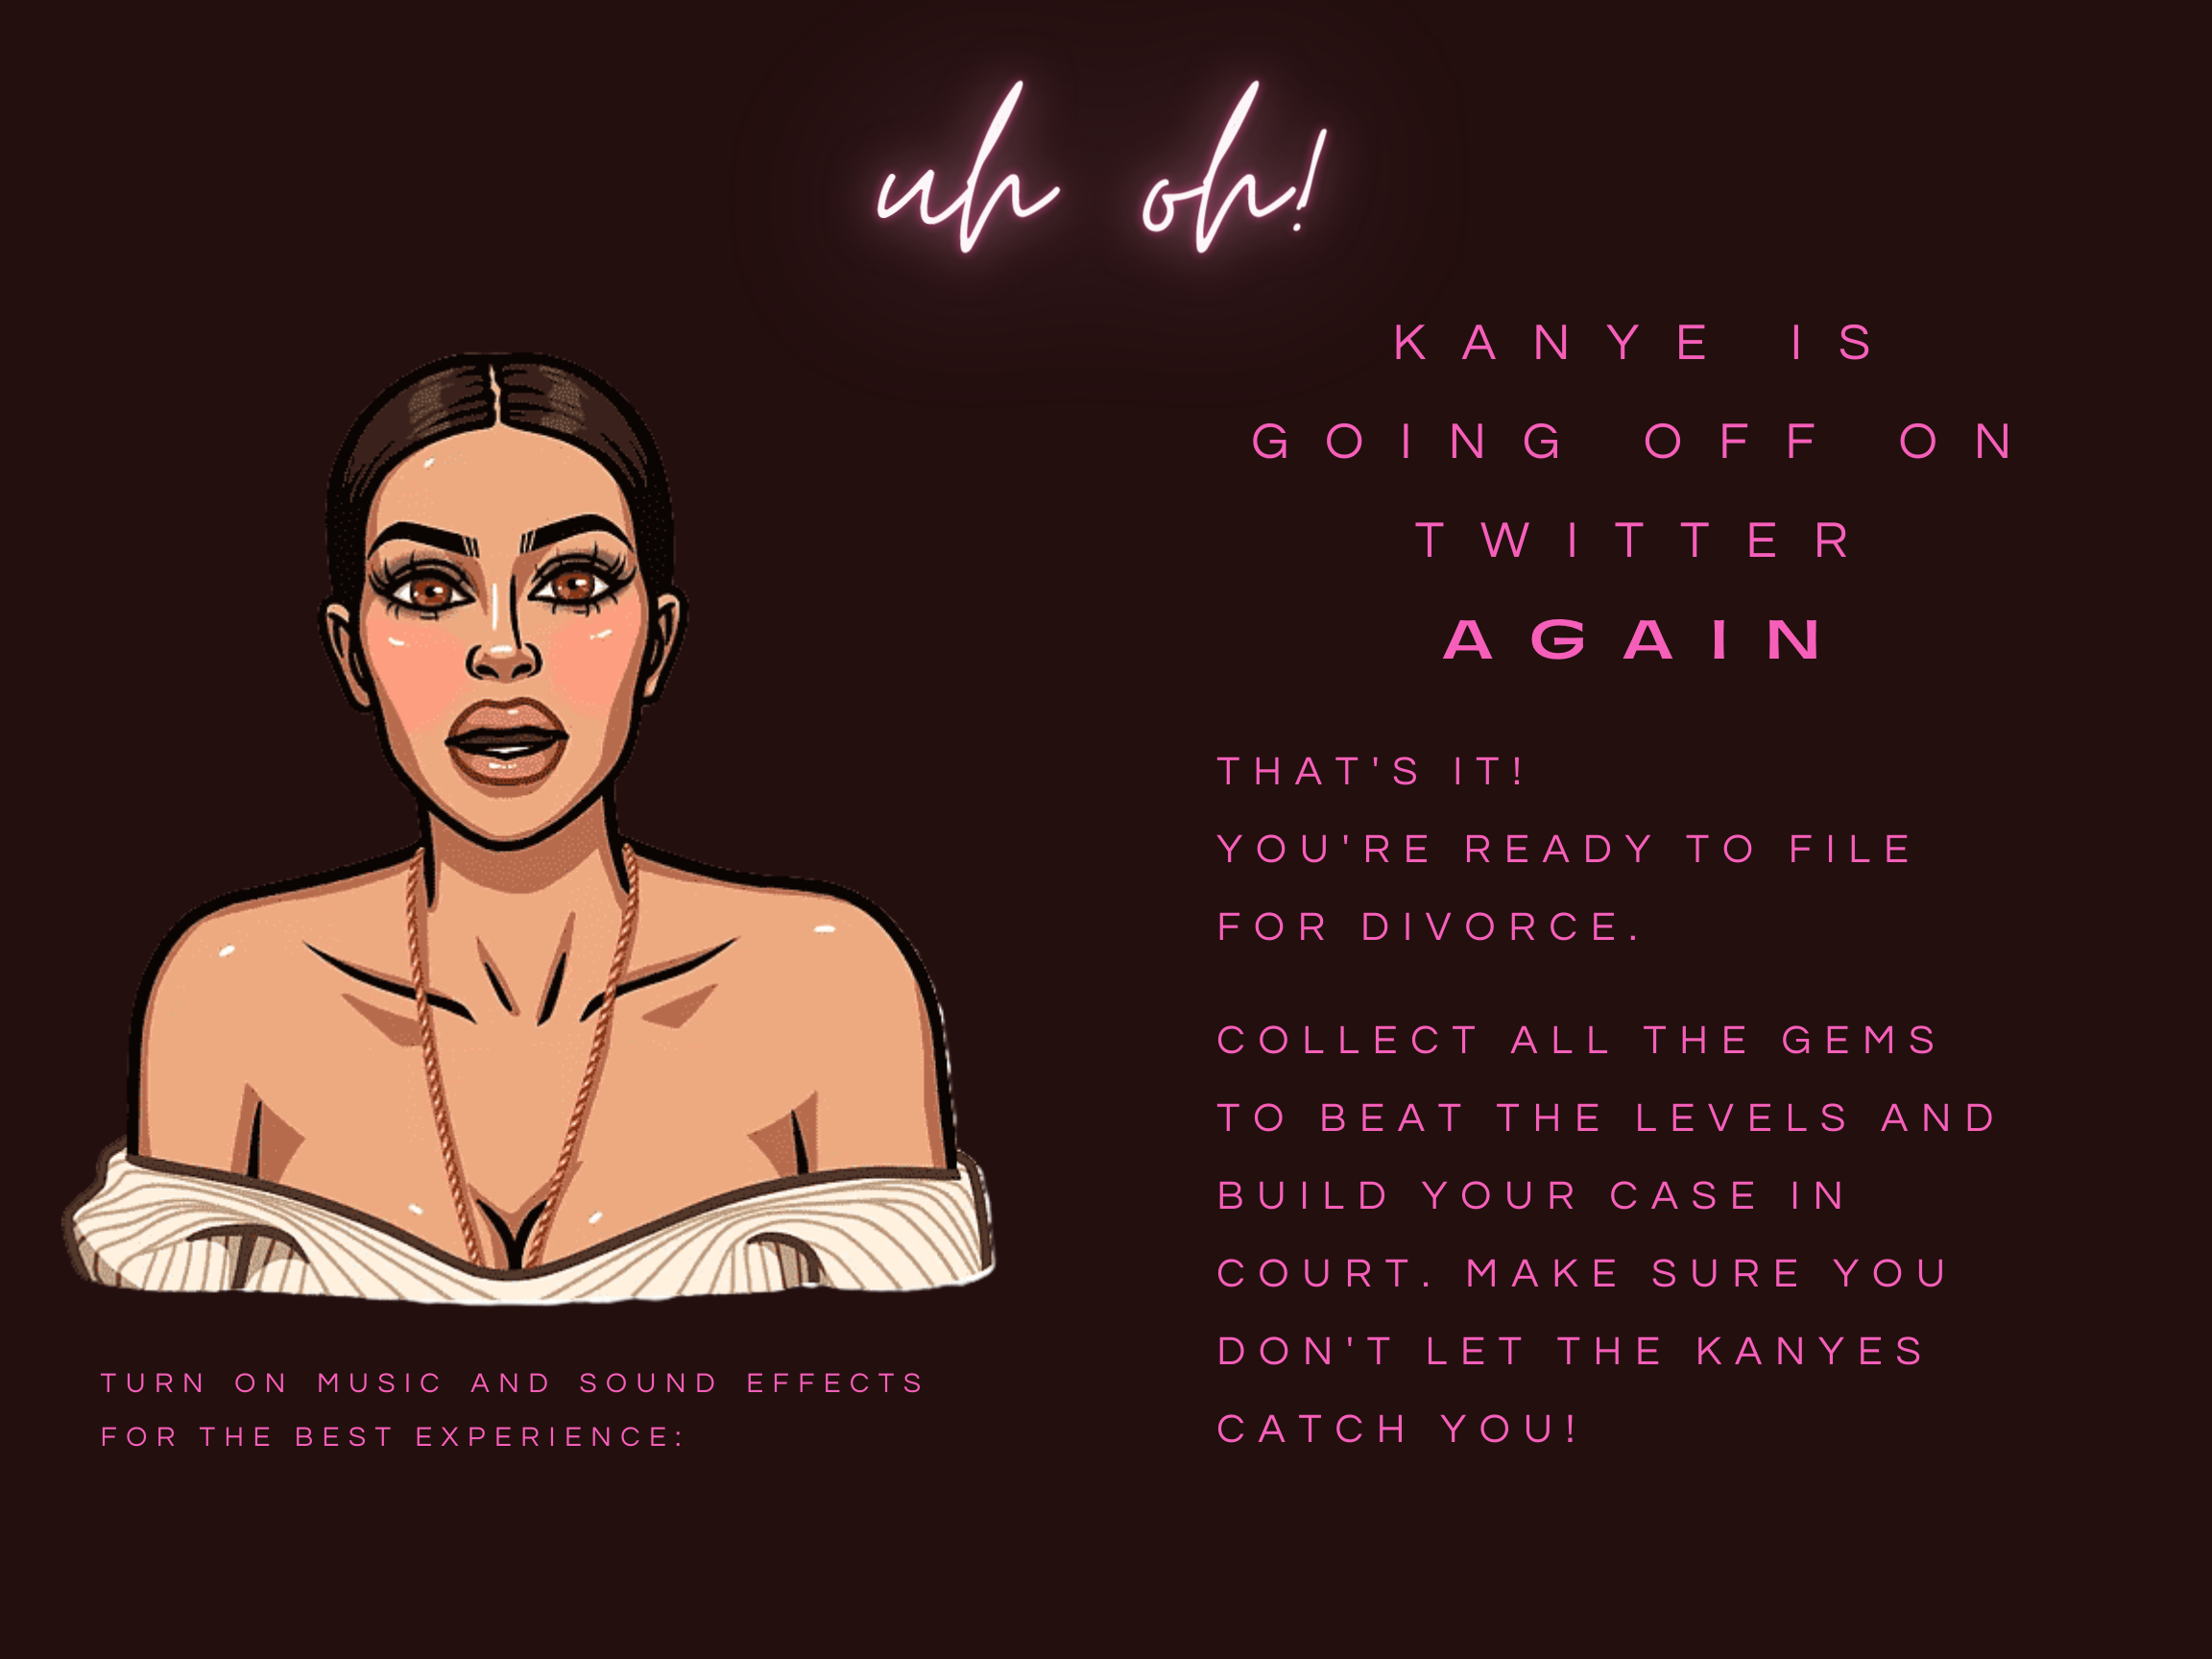 uh oh!
KANYE IS
GOING OFF ON
TWITTER
AGAIN
THAT'S IT!
YOU'RE READY TO FILE
FOR DIVORCE.
COLLECT ALL THE GEMS
TO BEAT THE LEVELS AND
BUILD YOUR CASE IN
COURT. MAKE SURE YOU
DON'T LET THE KANYES
CATCH YOU!
TURN ON MUSIC AND SOUND EFFECTS
FOR THE BEST EXPERIENCE: